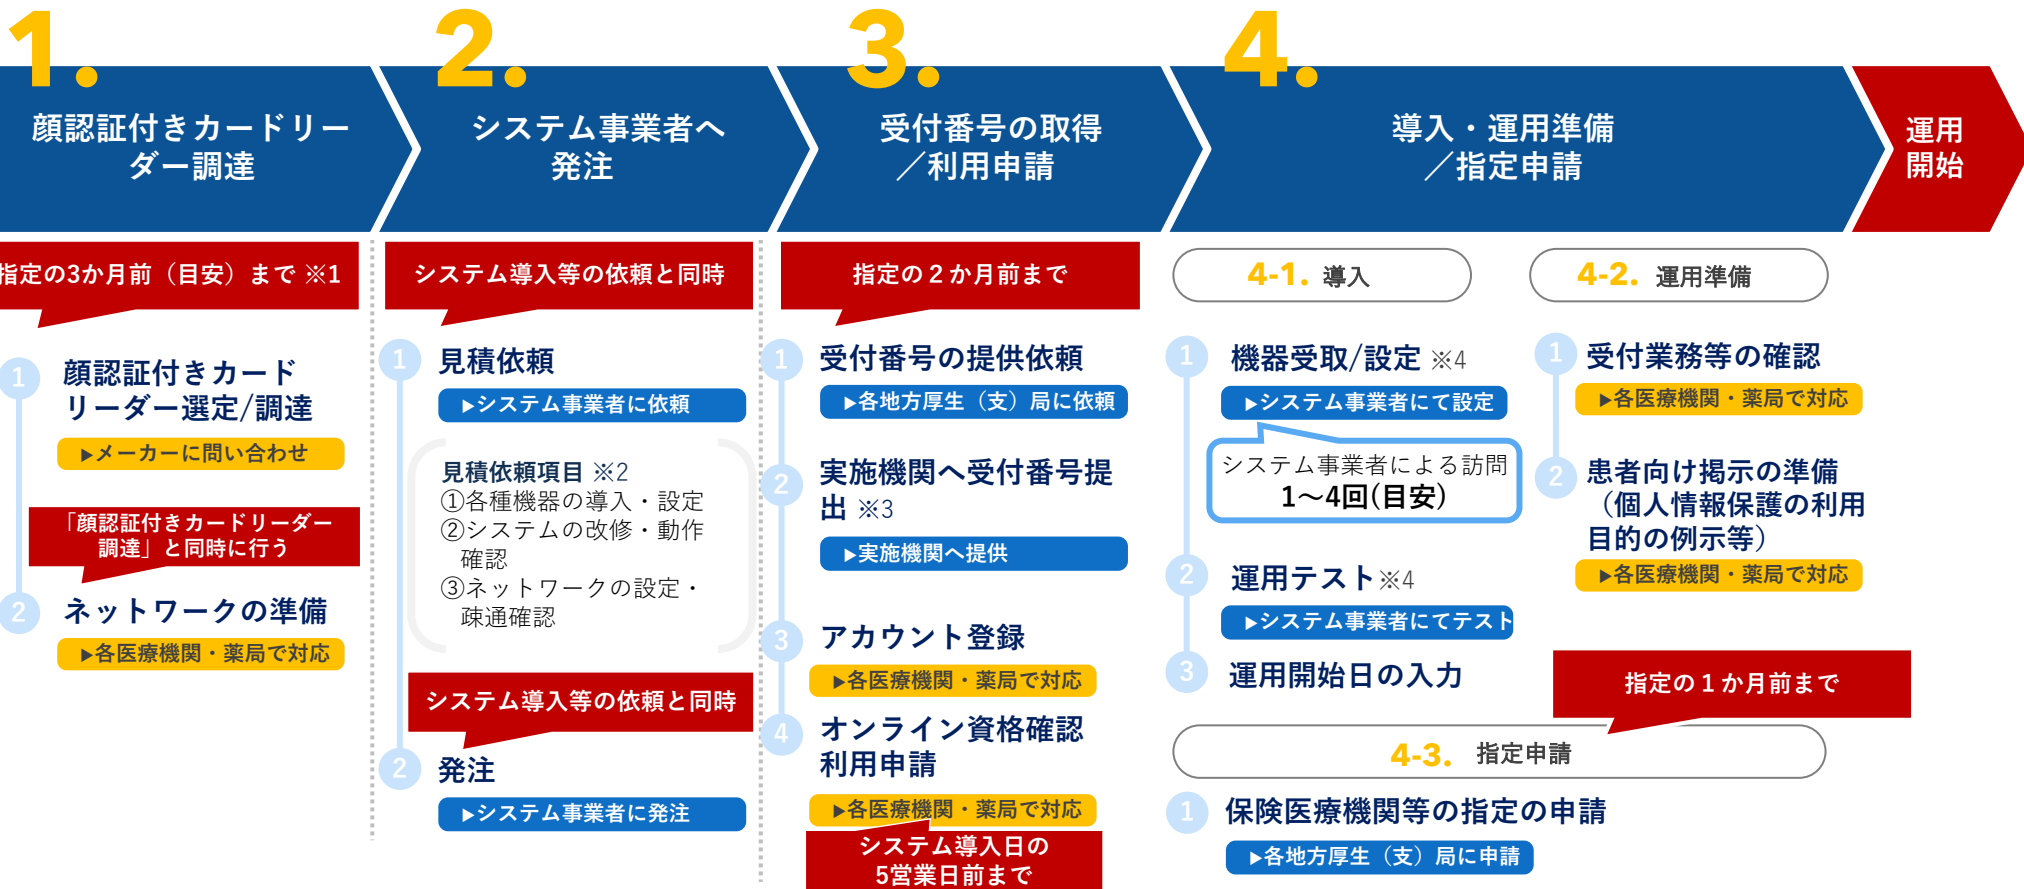 1.
顔認証付きカードリー
ダー調達
2.
システム事業者へ
発注
3.
受付番号の取得
／利用申請
4.
導入・運用準備
／指定申請
運用
開始
指定の3か月前（目安）まで ※1
1
顔認証付きカード
リーダー選定/調達
▶メーカーに問い合わせ
「顔認証付きカードリーダー
調達」と同時に行う
2
ネットワークの準備
▶各医療機関・薬局で対応
システム導入等の依頼と同時
1
見積依頼
▶システム事業者に依頼
見積依頼項目 ※2
①各種機器の導入・設定
②システムの改修・動作
確認
③ネットワークの設定・
疎通確認
システム導入等の依頼と同時
2
発注
▶システム事業者に発注
指定の２か月前まで
1
受付番号の提供依頼
▶各地方厚生（支）局に依頼
2
実施機関へ受付番号提
出 ※3
▶実施機関へ提供
3
アカウント登録
▶各医療機関・薬局で対応
4
オンライン資格確認
利用申請
▶各医療機関・薬局で対応
システム導入日の
5営業日前まで
4-1. 導入
1
機器受取/設定 ※4
▶システム事業者にて設定
システム事業者による訪問
1～4回(目安)
2
運用テスト※4
▶システム事業者にてテスト
3
運用開始日の入力
4-2. 運用準備
1
受付業務等の確認
▶各医療機関・薬局で対応
2
患者向け掲示の準備
（個人情報保護の利用
目的の例示等）
▶各医療機関・薬局で対応
指定の１か月前まで
4-3. 指定申請
1
保険医療機関等の指定の申請
▶各地方厚生（支）局に申請